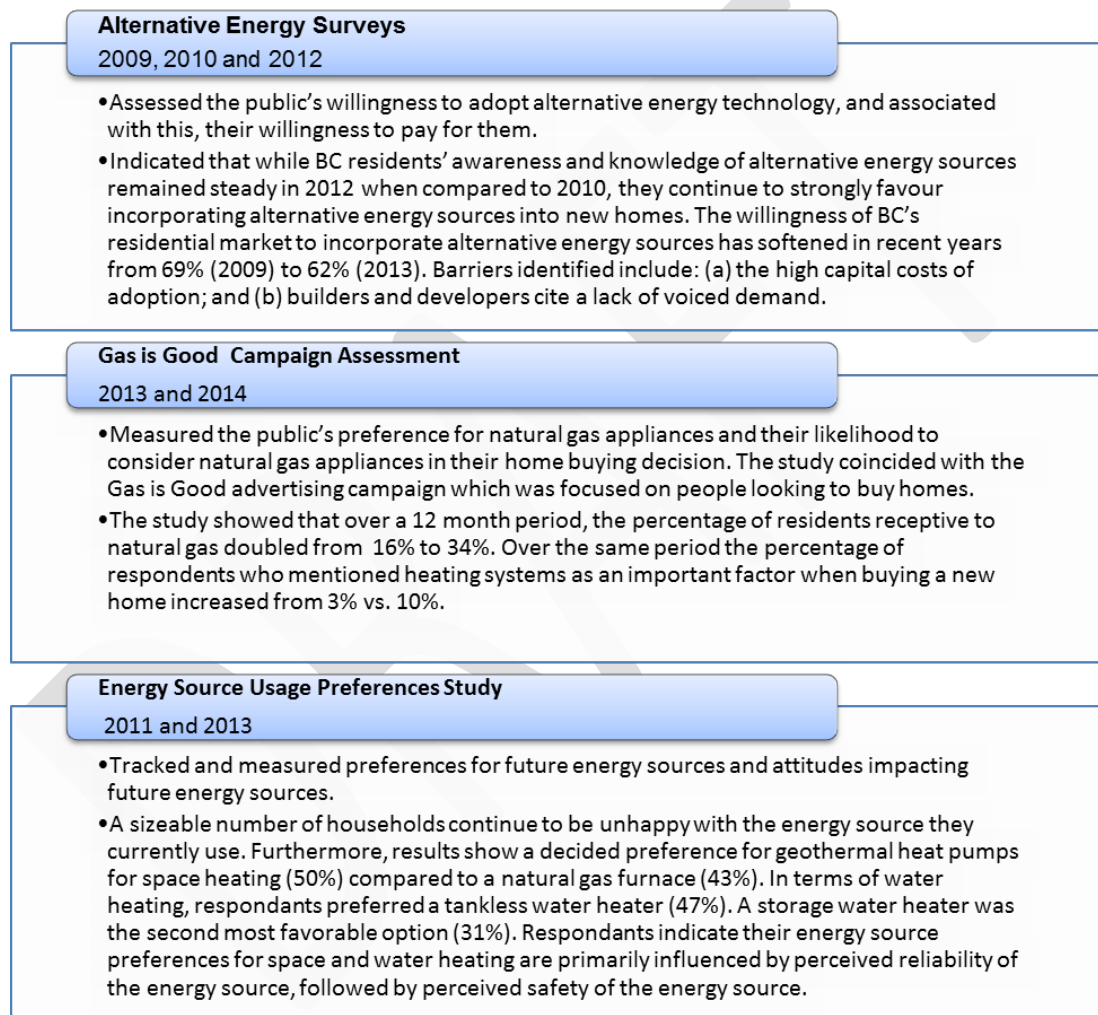 Alternative Energy Surveys
2009, 2010 and 2012
•Assessed the public's willingness to adopt alternative energy technology, and associated
with this, their willingness to pay for them.
•Indicated that while BC residents' awareness and knowledge of alternative energy sources
remained steady in 2012 when compared to 2010, they continue to strongly favour
incorporating alternative energy sources into new homes. The willingness of BC's
residential market to incorporate alternative energy sources has softened in recent years
from 69% (2009) to 62% (2013). Barriers identified include: (a) the high capital costs of
adoption; and (b) builders and developers cite a lack of voiced demand.
Gas is Good Campaign Assessment
2013 and 2014
•Measured the public's preference for natural gas appliances and their likelihood to
consider natural gas appliances in their home buying decision. The study coincided with the
Gas is Good advertising campaign which was focused on people looking to buy homes.
•The study showed that over a 12 month period, the percentage of residents receptive to
natural gas doubled from 16% to 34%. Over the same period the percentage of
respondents who mentioned heating systems as an important factor when buying a new
home increased from 3% vs. 10%.
Energy Source Usage Preferences Study
2011 and 2013
•Tracked and measured preferences for future energy sources and attitudes impacting
future energy sources.
•A sizeable number of households continue to be unhappy with the energy source they
currently use. Furthermore, results show a decided preference for geothermal heat pumps
for space heating (50%) compared to a natural gas furnace (43%). In terms of water
heating, respondants preferred a tankless water heater (47%). A storage water heater was
the second most favorable option (31%). Respondants indicate their energy source
preferences for space and water heating are primarily influenced by perceived reliability of
the energy source, followed by perceived safety of the energy source.